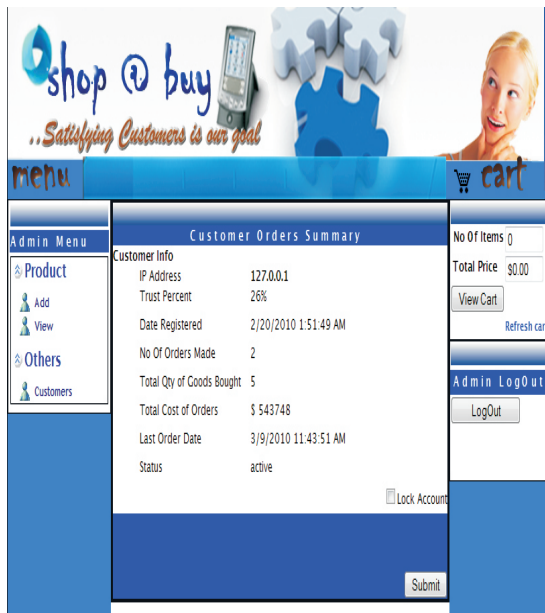 shop @ buy
..Satisfying Customers is our goal
menu
cart
Admin Menu
Product
Add
View
Others
Customers
Customer Orders Summary
Customer Info
IP Address 127.0.0.1
Trust Percent 26%
Date Registered 2/20/2010 1:51:49 AM
No Of Orders Made 2
Total Qty of Goods Bought 5
Total Cost of Orders $ 543748
Last Order Date 3/9/2010 11:43:51 AM
Status active
Lock Account
Submit
No Of Items 0
Total Price $0.00
View Cart
Refresh car
Admin LogOut
LogOut